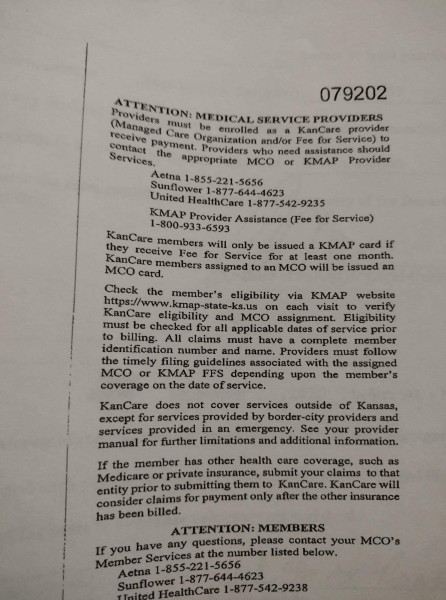 079202
ATTENTION: MEDICAL SERVICE PROVIDERS
Providers must be enrolled as a KanCare provider
(Managed Care Organization and/or Fee for Service) to
receive payment. Providers who need assistance should
contact the appropriate MCO or KMAP Provider
Services.
Aetna 1-855-221-5656
Sunflower 1-877-644-4623
United HealthCare 1-877-542-9235
KMAP Provider Assistance (Fee for Service)
1-800-933-6593
KanCare members will only be issued a KMAP card if
they receive Fee for Service for at least one month.
KanCare members assigned to an MCO will be issued an
MCO card.
Check the member's eligibility via KMAP website
https://www.kmap-state-ks.us on each visit to verify
KanCare eligibility and MCO assignment. Eligibility
must be checked for all applicable dates of service prior
to billing. All claims must have a complete member
identification number and name. Providers must follow
the timely filing guidelines associated with the assigned
MCO or KMAP FFS depending upon the member's
coverage on the date of service.
KanCare does not cover services outside of Kansas,
except for services provided by border-city providers and
services provided in an emergency. See your provider
manual for further limitations and additional information.
If the member has other health care coverage, such as
Medicare or private insurance, submit your claims to that
entity prior to submitting them to KanCare. KanCare will
consider claims for payment only after the other insurance
has been billed.
ATTENTION: MEMBERS
If you have any questions, please contact your MCO's
Member Services at the number listed below.
Aetna 1-855-221-5656
Sunflower 1-877-644-4623
United HealthCare 1-877-542-9238